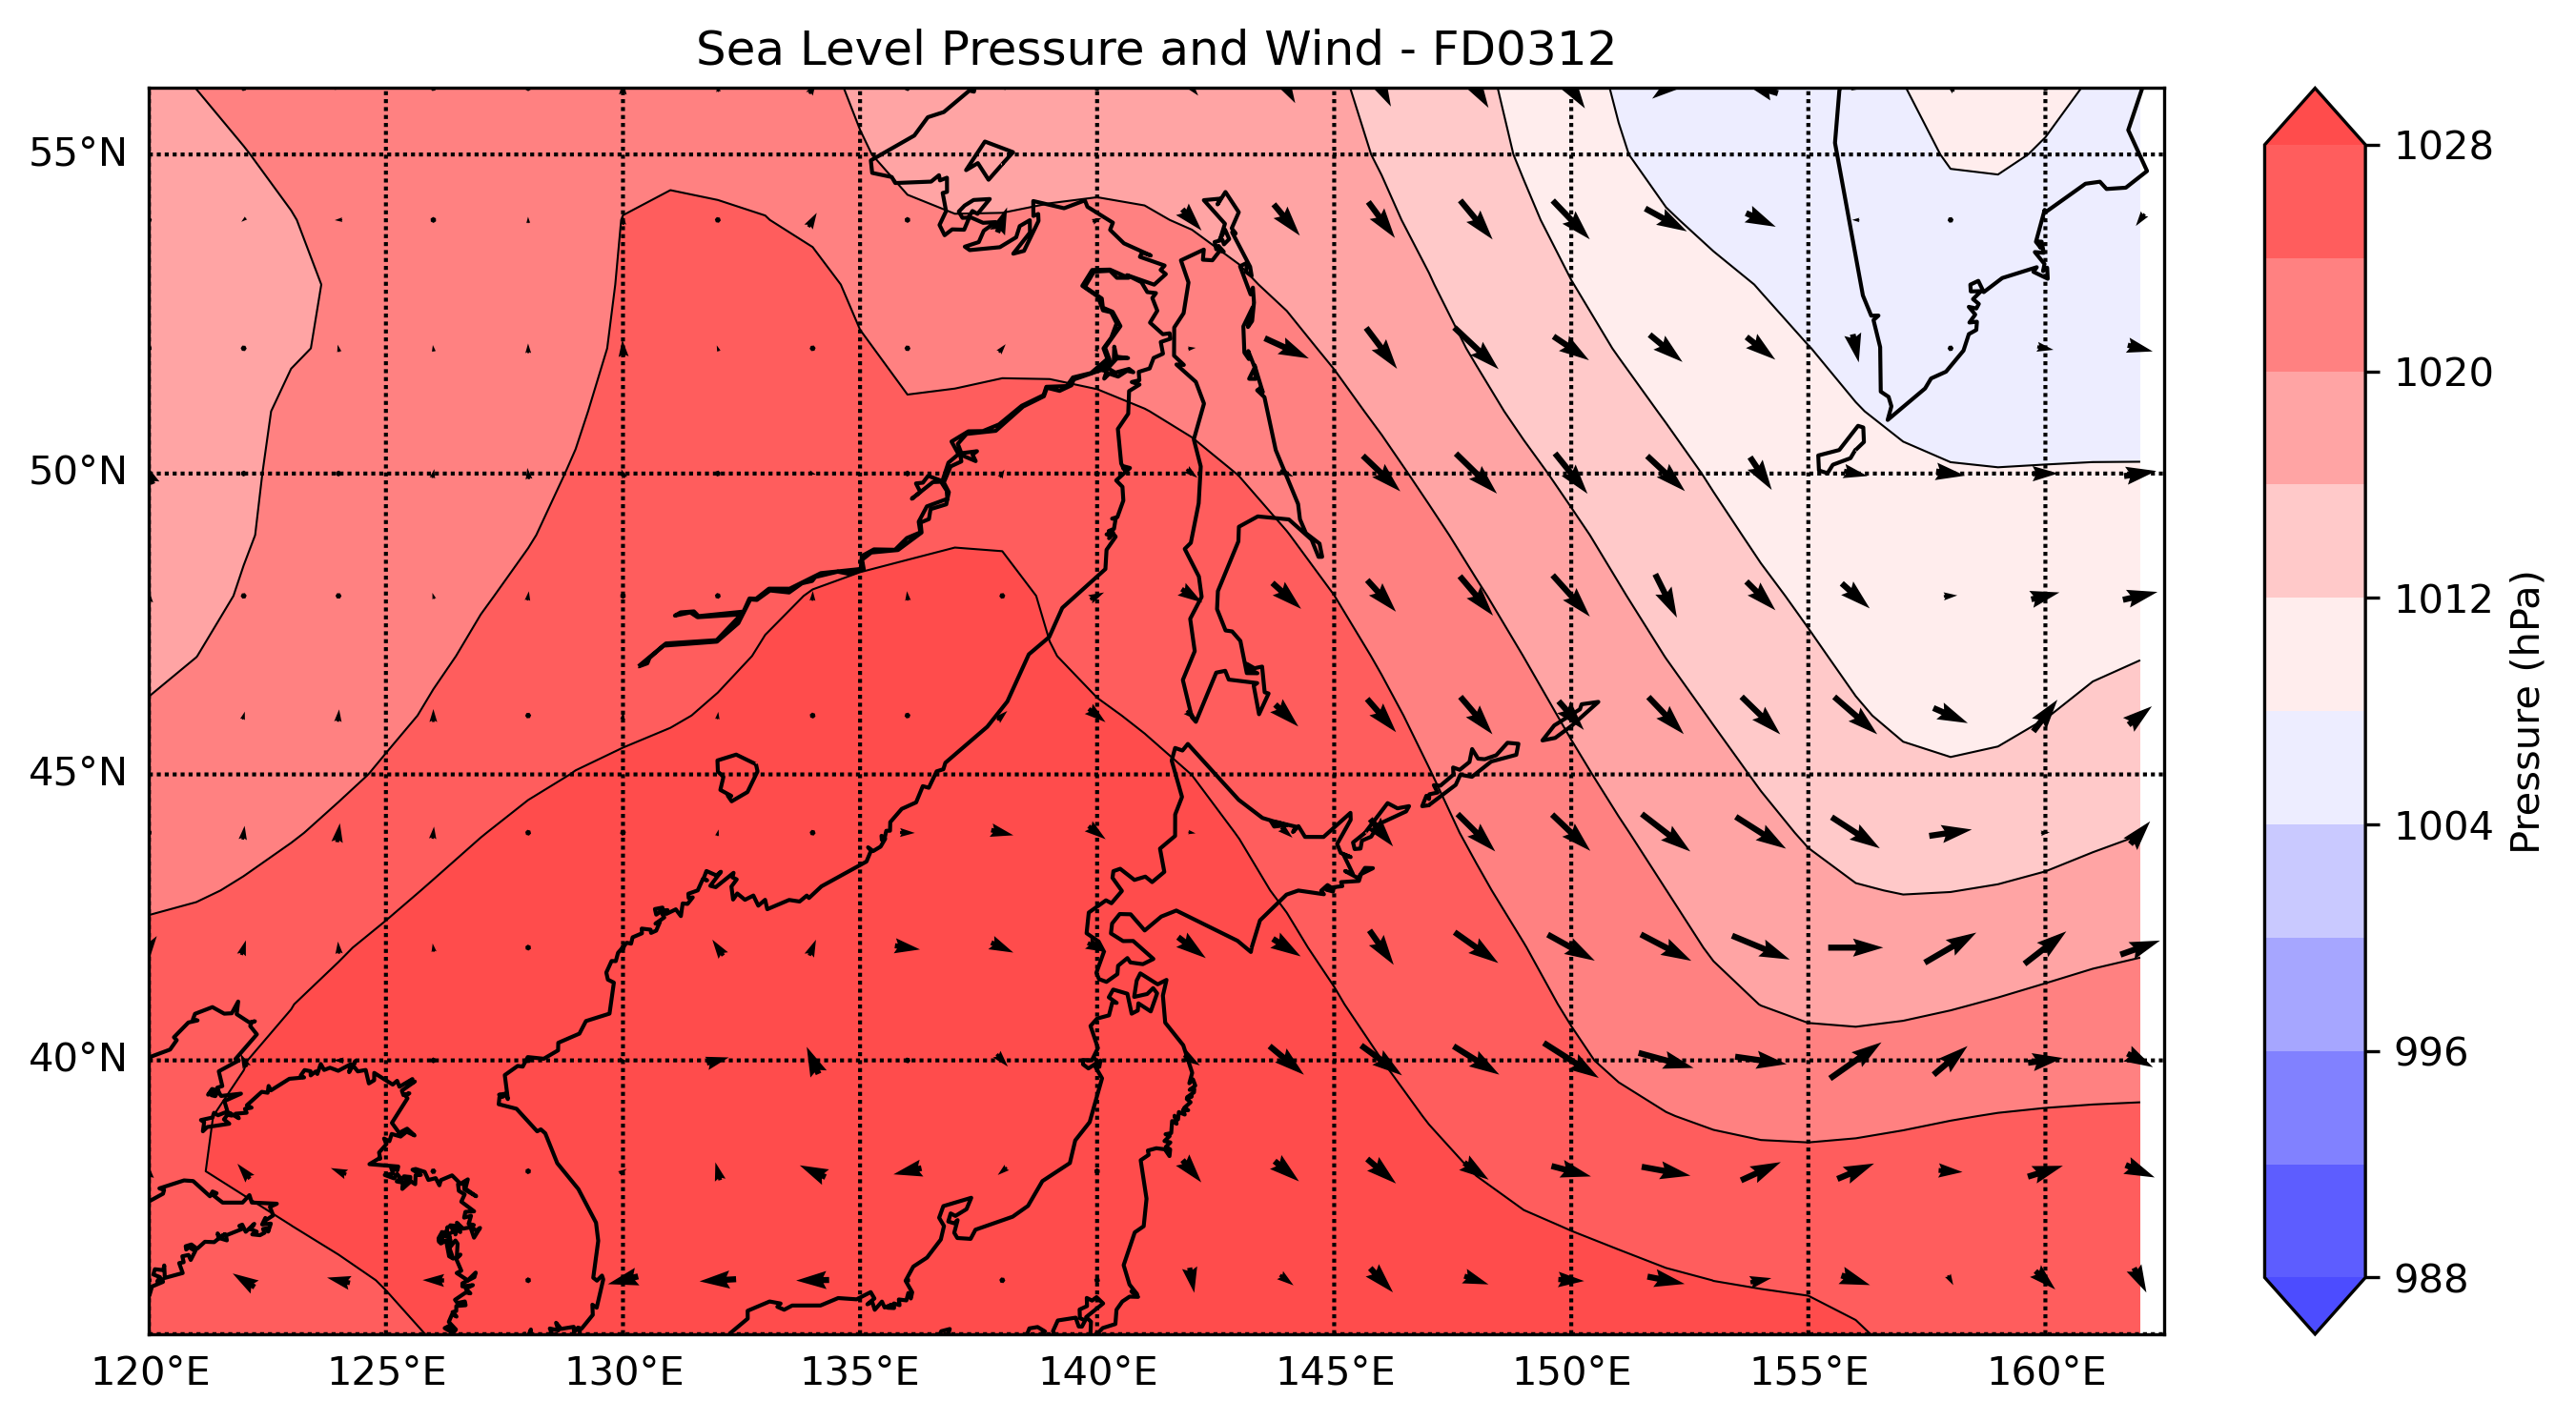 Sea Level Pressure and Wind - FD0312
55°N
50°N
45°N
40°N
120°E 125°E 130°E 135°E 140°E 145°E 150°E 155°E 160°E
1028
1020
1012
1004
996
988
Pressure (hPa)